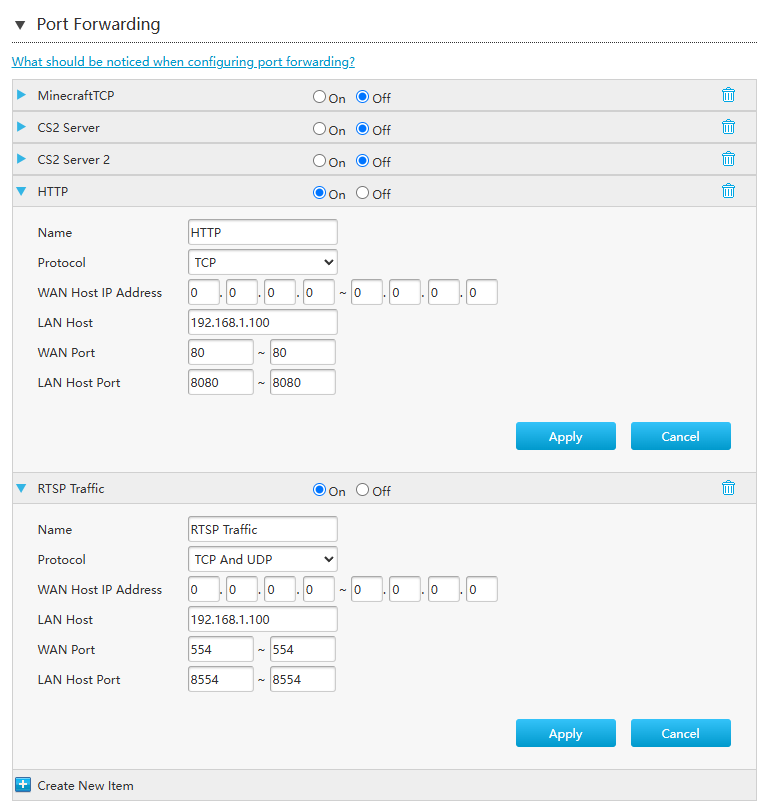 Port Forwarding
What should be noticed when configuring port forwarding?
MinecraftTCP On Off
CS2 Server On Off
CS2 Server 2 On Off
HTTP On Off
Name HTTP
Protocol TCP
WAN Host IP Address 0 . 0 . 0 . 0 ~ 0 . 0 . 0 . 0
LAN Host 192.168.1.100
WAN Port 80 ~ 80
LAN Host Port 8080 ~ 8080
Apply Cancel
RTSP Traffic On Off
Name RTSP Traffic
Protocol TCP And UDP
WAN Host IP Address 0 . 0 . 0 . 0 ~ 0 . 0 . 0 . 0
LAN Host 192.168.1.100
WAN Port 554 ~ 554
LAN Host Port 8554 ~ 8554
Apply Cancel
Create New Item